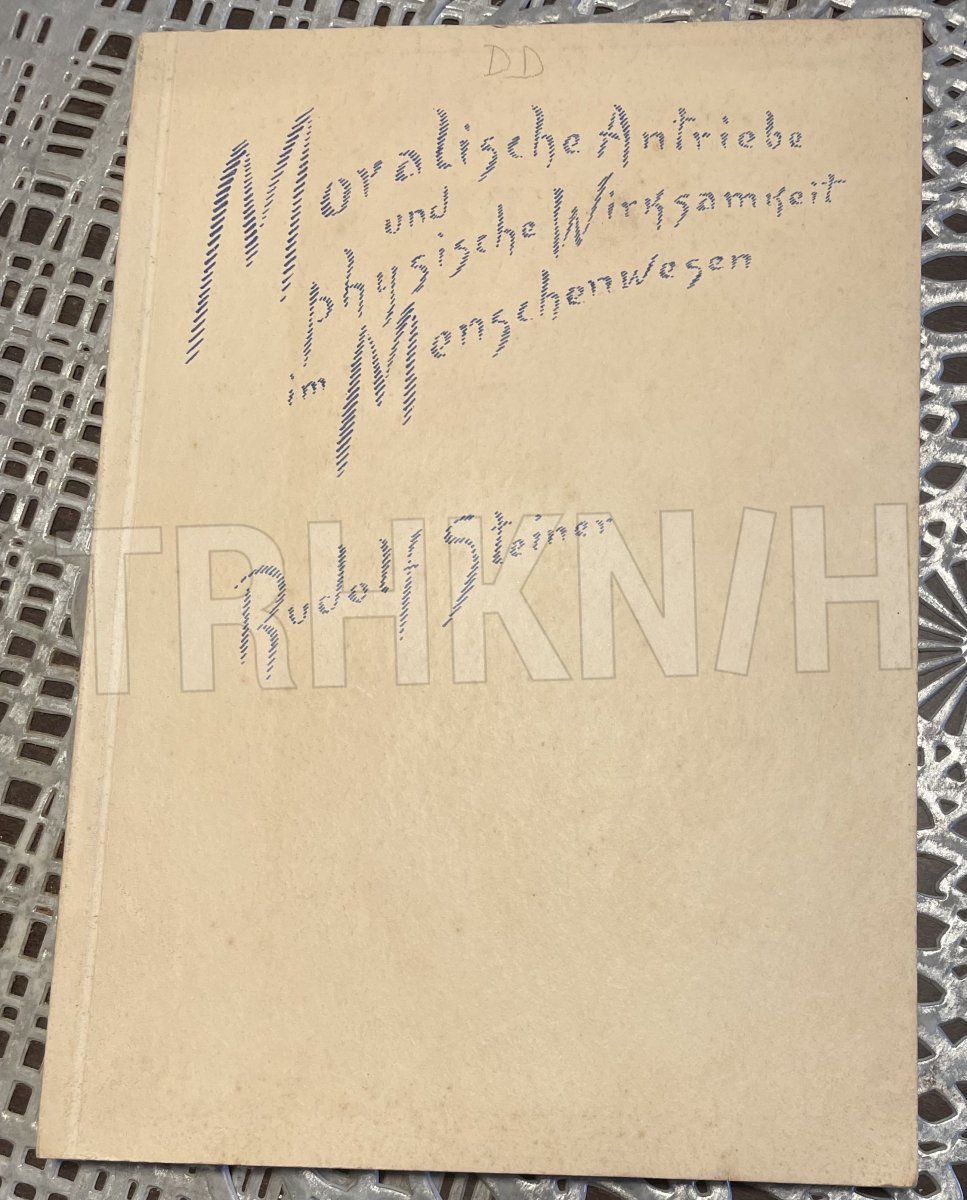 DD
Moralische Antriebe
und
physische Wirksamkeit
im Menschenwesen
Rudolf Steiner
TRHKN/H